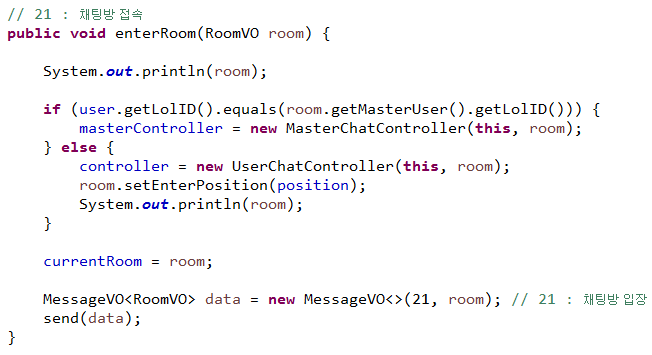 // 21 : 채팅방 접속
public void enterRoom(RoomVO room) {
System.out.println(room);
if (user.getLolID().equals(room.getMasterUser().getLolID())) {
masterController = new MasterChatController(this, room);
} else {
controller = new UserChatController(this, room);
room.setEnterPosition(position);
System.out.println(room);
}
currentRoom = room;
MessageVO<RoomVO> data = new MessageVO<>(21, room); // 21 : 채팅방 입장
send(data);
}